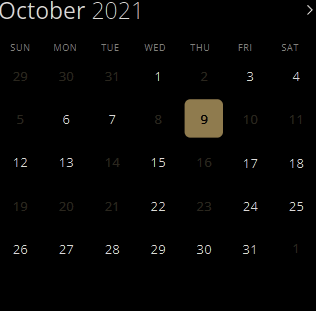 October 2021
SUN MON TUE WED THU FRI SAT
29 30 31 1 2 3 4
5 6 7 8 9 10 11
12 13 14 15 16 17 18
19 20 21 22 23 24 25
26 27 28 29 30 31 1